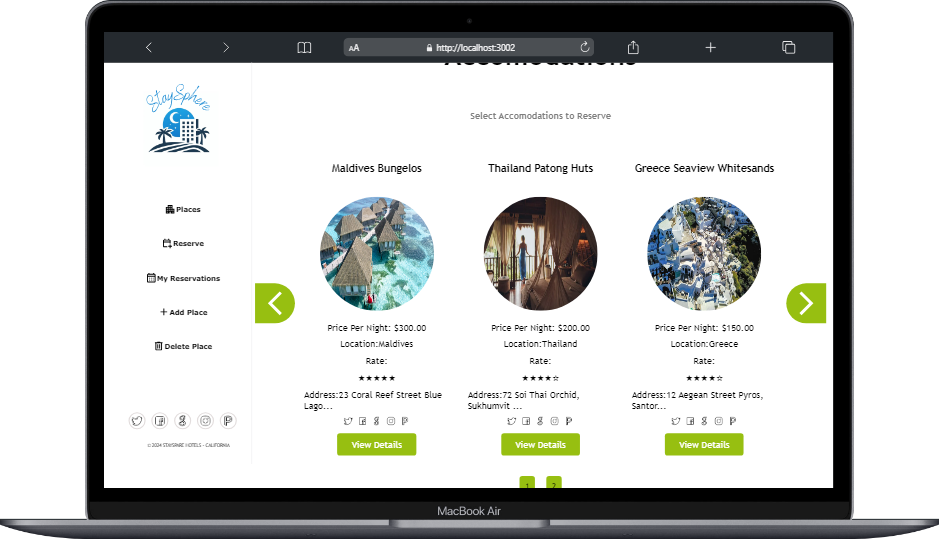 AA http://localhost:3002
Accomodations
StaySphere
Select Accomodations to Reserve
Places
Reserve
My Reservations
Add Place
Delete Place
© 2024 STAYSPARE HOTELS - CALIFORNIA
Maldives Bungelos
Price Per Night: $300.00
Location:Maldives
Rate:
★★★★★
Address:23 Coral Reef Street Blue
Lago...
View Details
Thailand Patong Huts
Price Per Night: $200.00
Location:Thailand
Rate:
★★★★☆
Address:72 Soi Thai Orchid,
Sukhumvit ...
View Details
Greece Seaview Whitesands
Price Per Night: $150.00
Location:Greece
Rate:
★★★★☆
Address:12 Aegean Street Pyros,
Santor...
View Details
1 2
MacBook Air